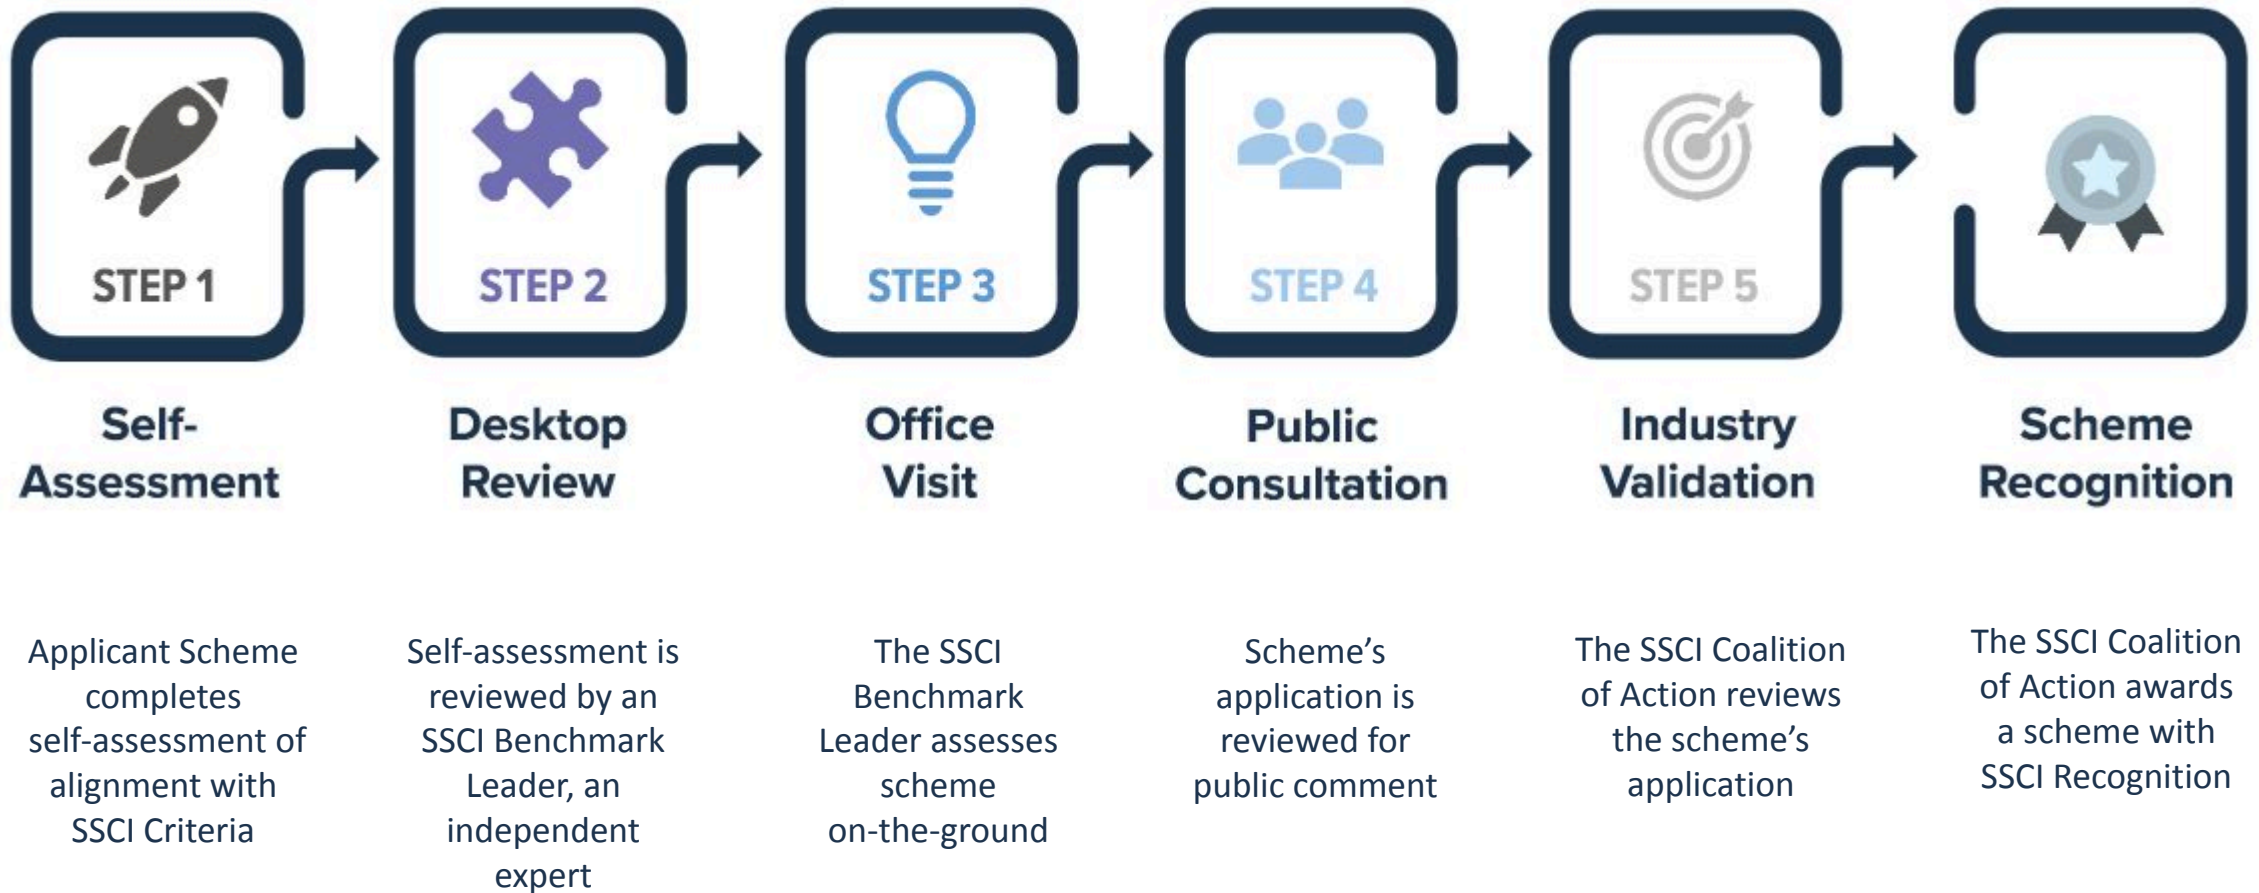 STEP 1
Self-
Assessment
Applicant Scheme
completes
self-assessment of
alignment with
SSCI Criteria
STEP 2
Desktop
Review
Self-assessment is
reviewed by an
SSCI Benchmark
Leader, an
independent
expert
STEP 3
Office
Visit
The SSCI
Benchmark
Leader assesses
scheme
on-the-ground
STEP 4
Public
Consultation
Scheme’s
application is
reviewed for
public comment
STEP 5
Industry
Validation
The SSCI Coalition
of Action reviews
the scheme’s
application
Scheme
Recognition
The SSCI Coalition
of Action awards
a scheme with
SSCI Recognition